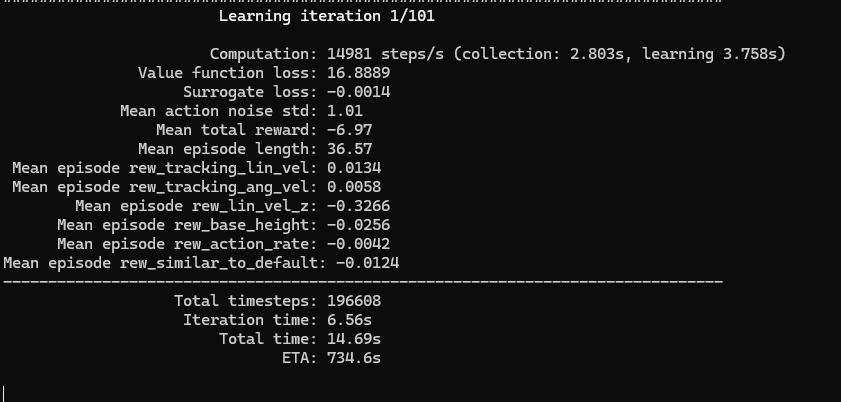 Learning iteration 1/101
Computation: 14981 steps/s (collection: 2.803s, learning 3.758s)
Value function loss: 16.8889
Surrogate loss: -0.0014
Mean action noise std: 1.01
Mean total reward: -6.97
Mean episode length: 36.57
Mean episode rew_tracking_lin_vel: 0.0134
Mean episode rew_tracking_ang_vel: 0.0058
Mean episode rew_lin_vel_z: -0.3266
Mean episode rew_base_height: -0.0256
Mean episode rew_action_rate: -0.0042
Mean episode rew_similar_to_default: -0.0124
--------------------------------------------------------------------------------
Total timesteps: 196608
Iteration time: 6.56s
Total time: 14.69s
ETA: 734.6s